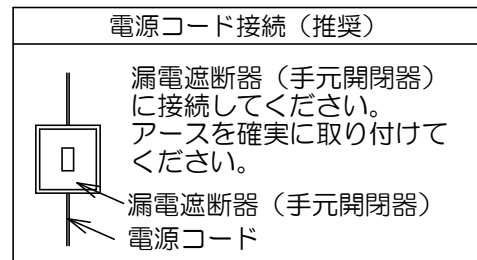 電源コード接続（推奨）
漏電遮断器（手元開閉器）
に接続してください。
アースを確実に取り付けて
ください。
漏電遮断器（手元開閉器）
電源コード